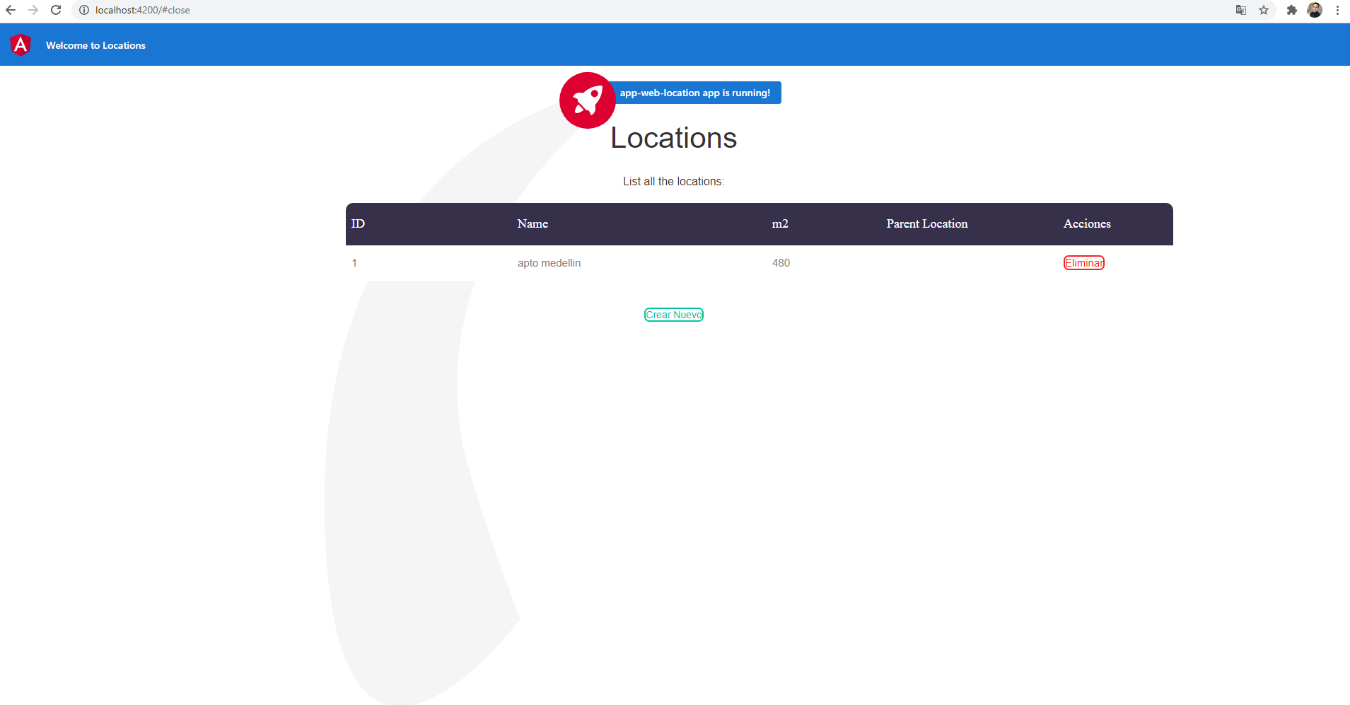 localhost:4200/#close
A Welcome to Locations
app-web-location app is running!
Locations
List all the locations:
ID Name m2 Parent Location Acciones
1 apto medellin 480 Eliminar
Crear Nuevo